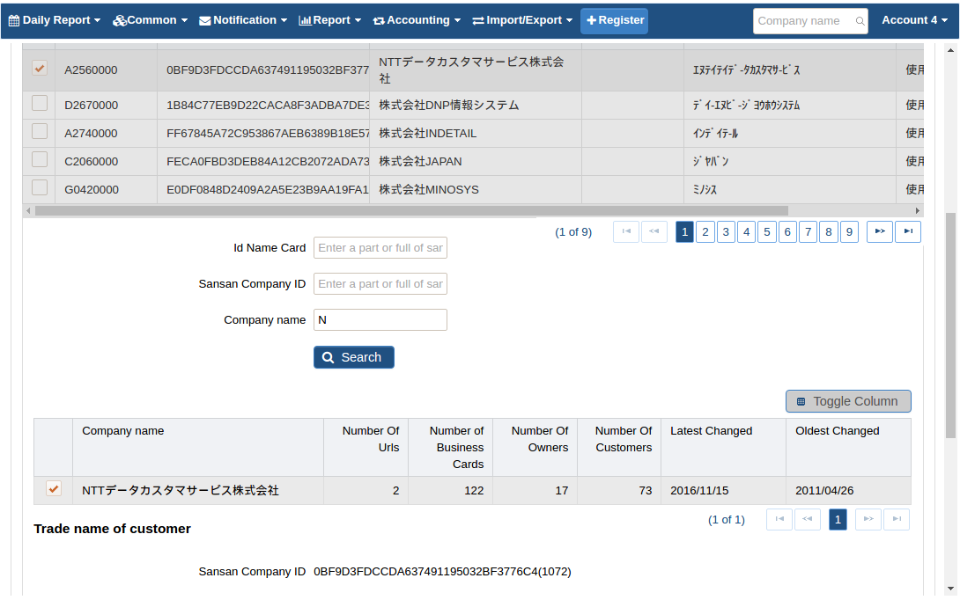 Daily Report Common Notification Report Accounting Import/Export Register Company name Account 4
A2560000 0BF9D3FDCCDA637491195032BF377 NTTデータカスタマサービス株式会社 ｴﾇﾃｨﾃｨﾃﾞｰﾀｶｽﾀﾏｻｰﾋﾞｽ 使用
D2670000 1B84C77EB9D22CACA8F3ADBA7DE3 株式会社DNP情報システム ﾃﾞｨｰｴﾇﾋﾟｰｼﾞｮｳﾎｳｼｽﾃﾑ 使用
A2740000 FF67845A72C953867AEB6389B18E57 株式会社INDETAIL ｲﾝﾃﾞｨﾃｰﾙ 使用
C2060000 FECA0FBD3DEB84A12CB2072ADA73 株式会社JAPAN ｼﾞｬﾊﾟﾝ 使用
G0420000 E0DF0848D2409A2A5E23B9AA19FA1 株式会社MINOSYS ﾐﾉｼｽ 使用
(1 of 9) 1 2 3 4 5 6 7 8 9
Id Name Card Enter a part or full of sar
Sansan Company ID Enter a part or full of sar
Company name N
Search
Toggle Column
Company name Number Of Urls Number of Business Cards Number Of Owners Number Of Customers Latest Changed Oldest Changed
NTTデータカスタマサービス株式会社 2 122 17 73 2016/11/15 2011/04/26
(1 of 1) 1
Trade name of customer
Sansan Company ID 0BF9D3FDCCDA637491195032BF3776C4(1072)